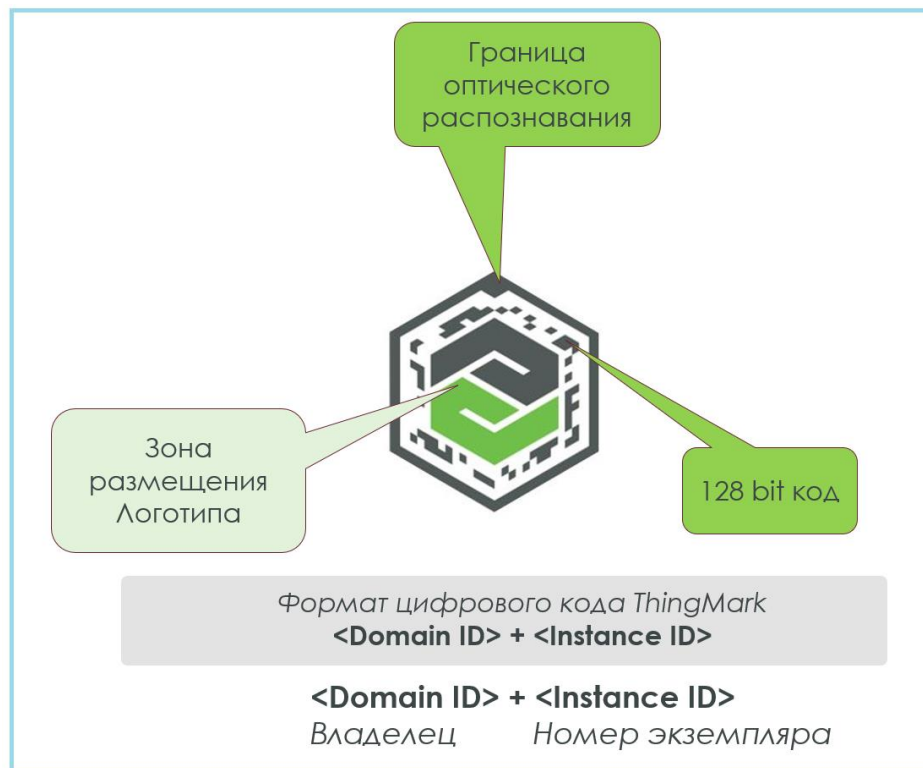 Граница
оптического
распознавания
Зона
размещения
Логотипа
128 bit код
Формат цифрового кода ThingMark
<Domain ID> + <Instance ID>
<Domain ID> + <Instance ID>
Владелец Номер экземпляра